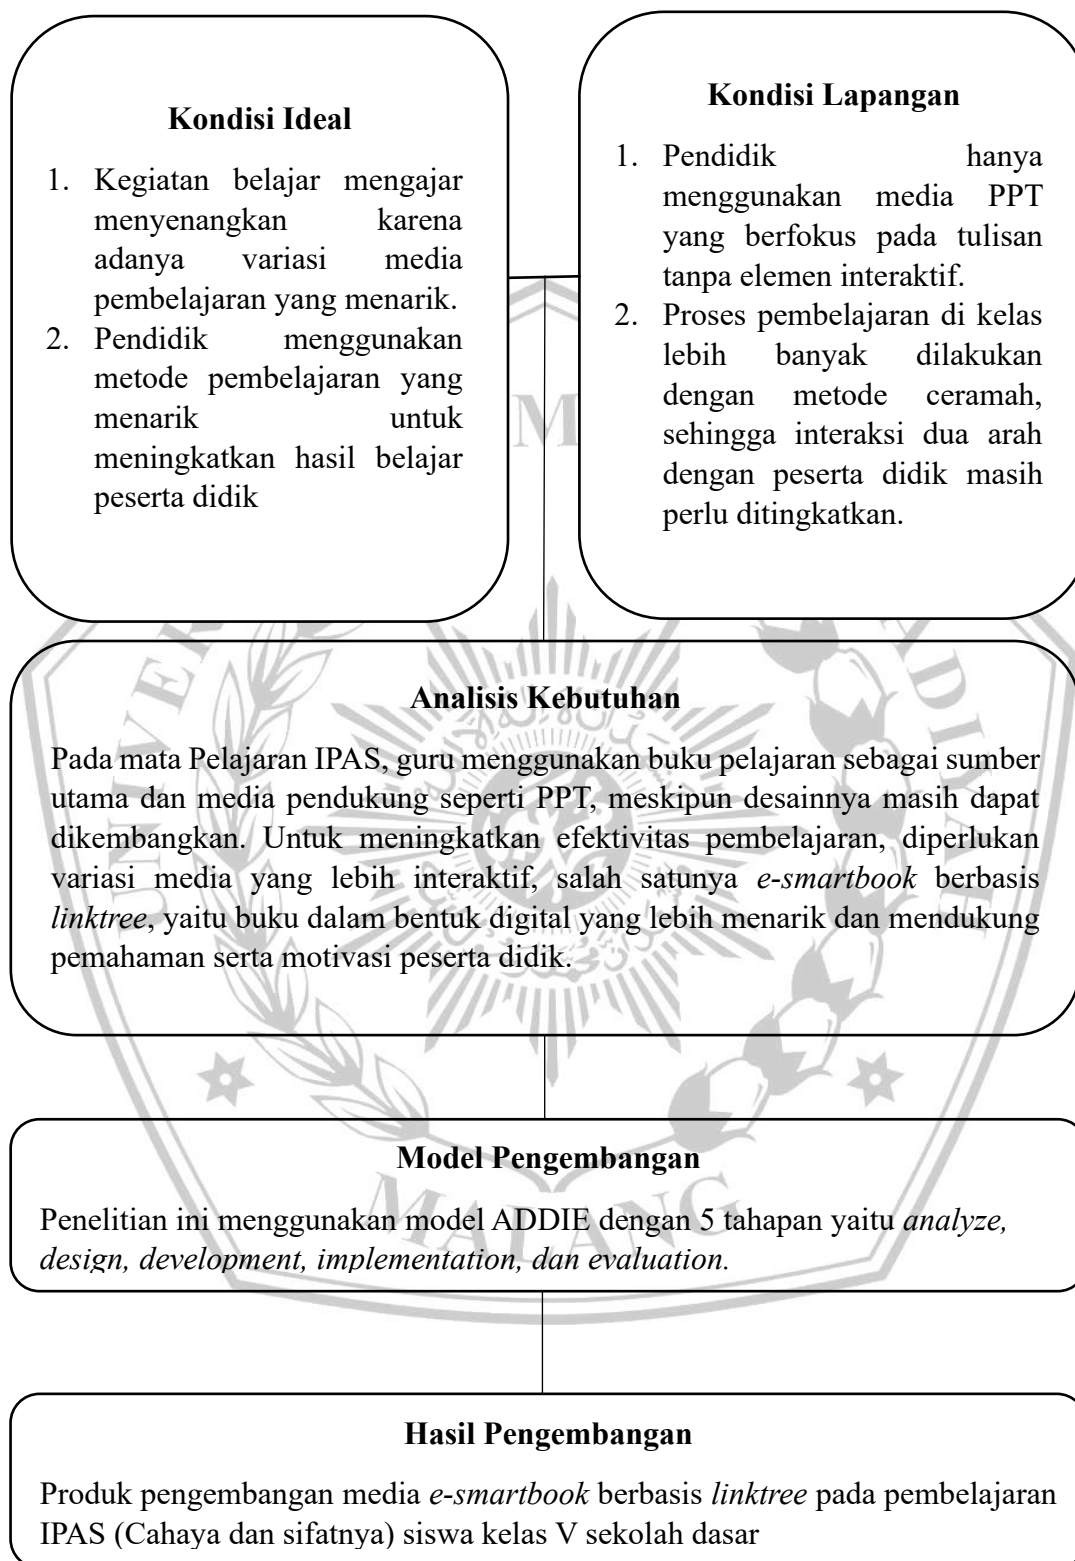 Kondisi Ideal
1. Kegiatan belajar mengajar
menyenangkan karena
adanya variasi media
pembelajaran yang menarik.
2. Pendidik menggunakan
metode pembelajaran yang
menarik untuk
meningkatkan hasil belajar
peserta didik
Kondisi Lapangan
1. Pendidik hanya
menggunakan media PPT
yang berfokus pada tulisan
tanpa elemen interaktif.
2. Proses pembelajaran di kelas
lebih banyak dilakukan
dengan metode ceramah,
sehingga interaksi dua arah
dengan peserta didik masih
perlu ditingkatkan.
Analisis Kebutuhan
Pada mata Pelajaran IPAS, guru menggunakan buku pelajaran sebagai sumber
utama dan media pendukung seperti PPT, meskipun desainnya masih dapat
dikembangkan. Untuk meningkatkan efektivitas pembelajaran, diperlukan
variasi media yang lebih interaktif, salah satunya e-smartbook berbasis
linktree, yaitu buku dalam bentuk digital yang lebih menarik dan mendukung
pemahaman serta motivasi peserta didik.
Model Pengembangan
Penelitian ini menggunakan model ADDIE dengan 5 tahapan yaitu analyze,
design, development, implementation, dan evaluation.
MALANG
Hasil Pengembangan
Produk pengembangan media e-smartbook berbasis linktree pada pembelajaran
IPAS (Cahaya dan sifatnya) siswa kelas V sekolah dasar